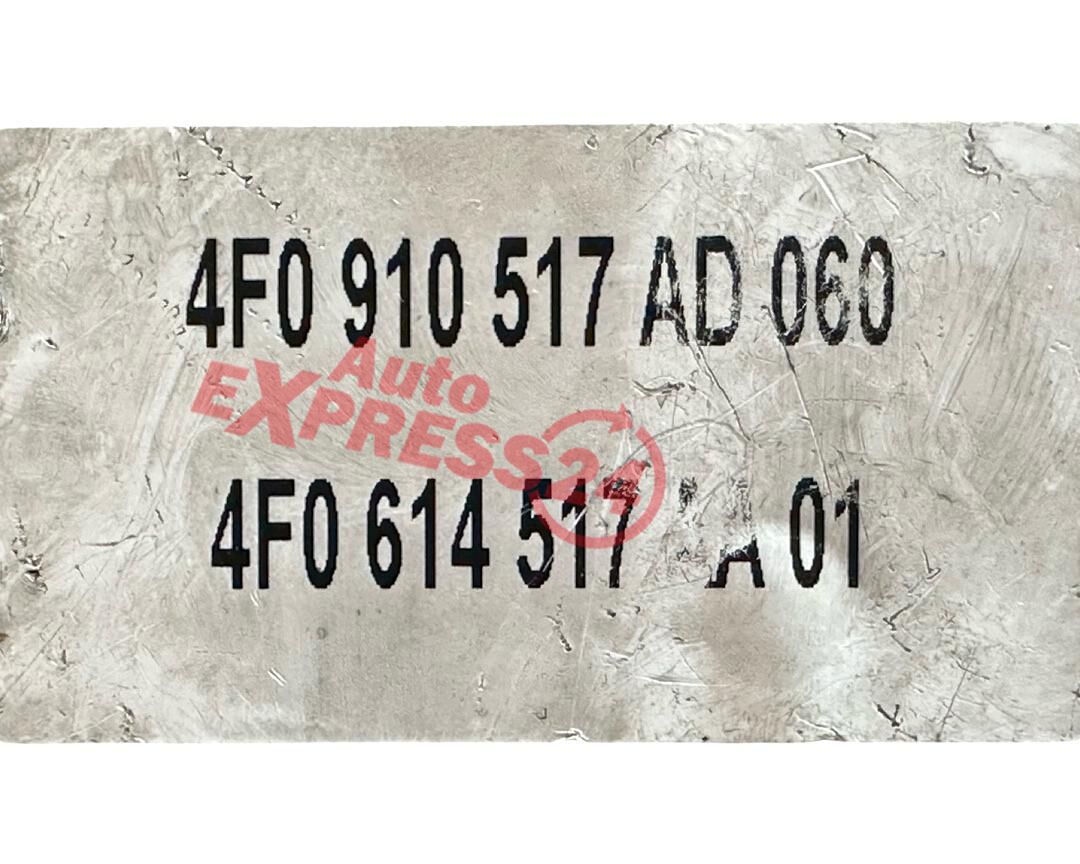 4F0 910 517 AD 060
Auto
EXPRESS24
4F0 614 517 01